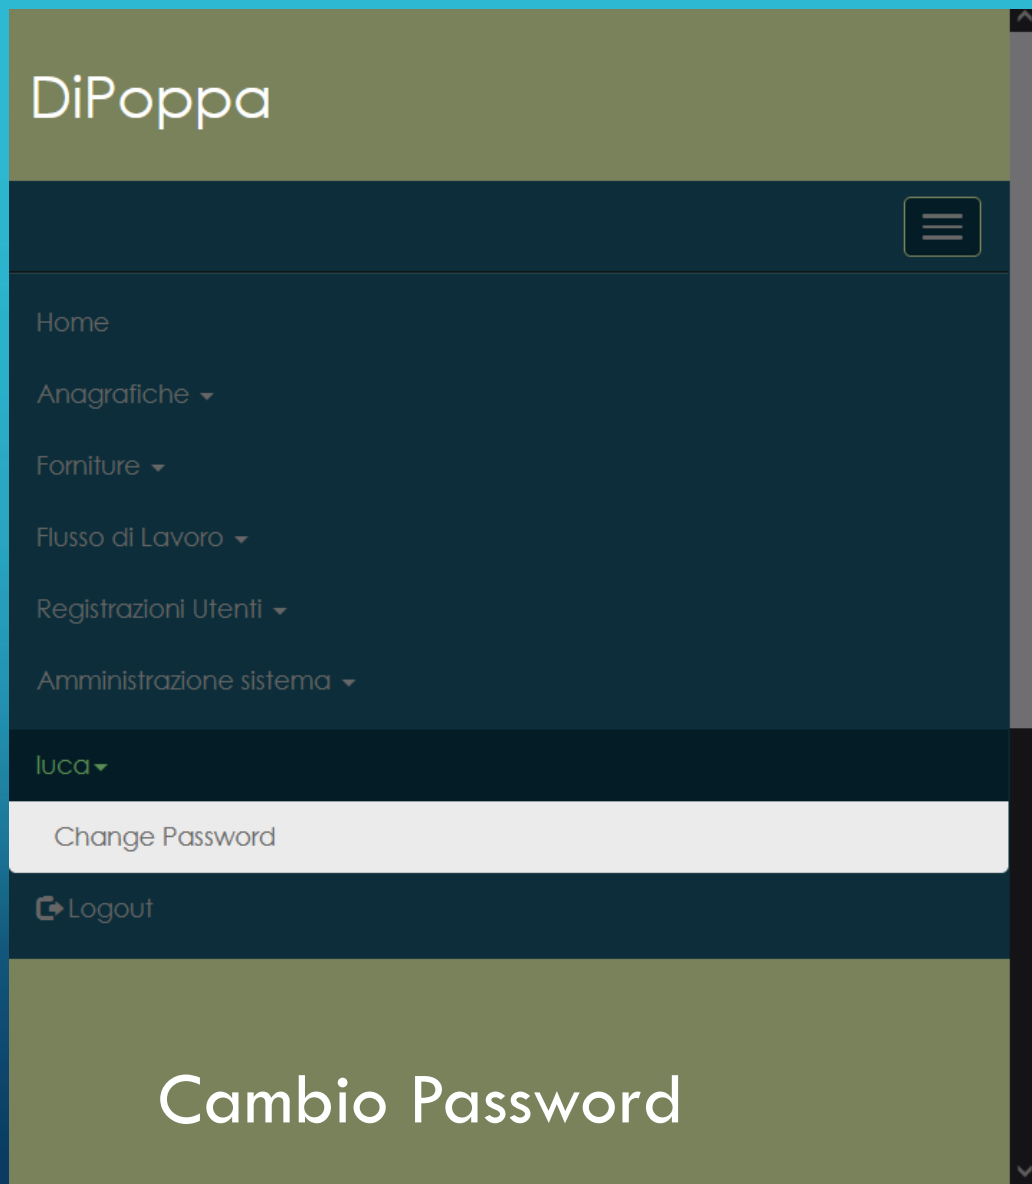 DiPoppa
Home
Anagrafiche
Forniture
Flusso di Lavoro
Registrazioni Utenti
Amministrazione sistema
luca
Change Password
Logout
Cambio Password